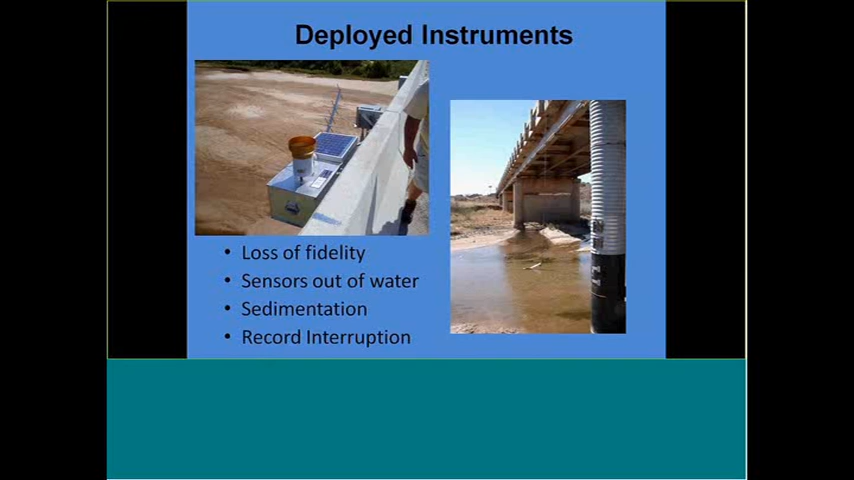 Deployed Instruments
• Loss of fidelity
• Sensors out of water
• Sedimentation
• Record Interruption